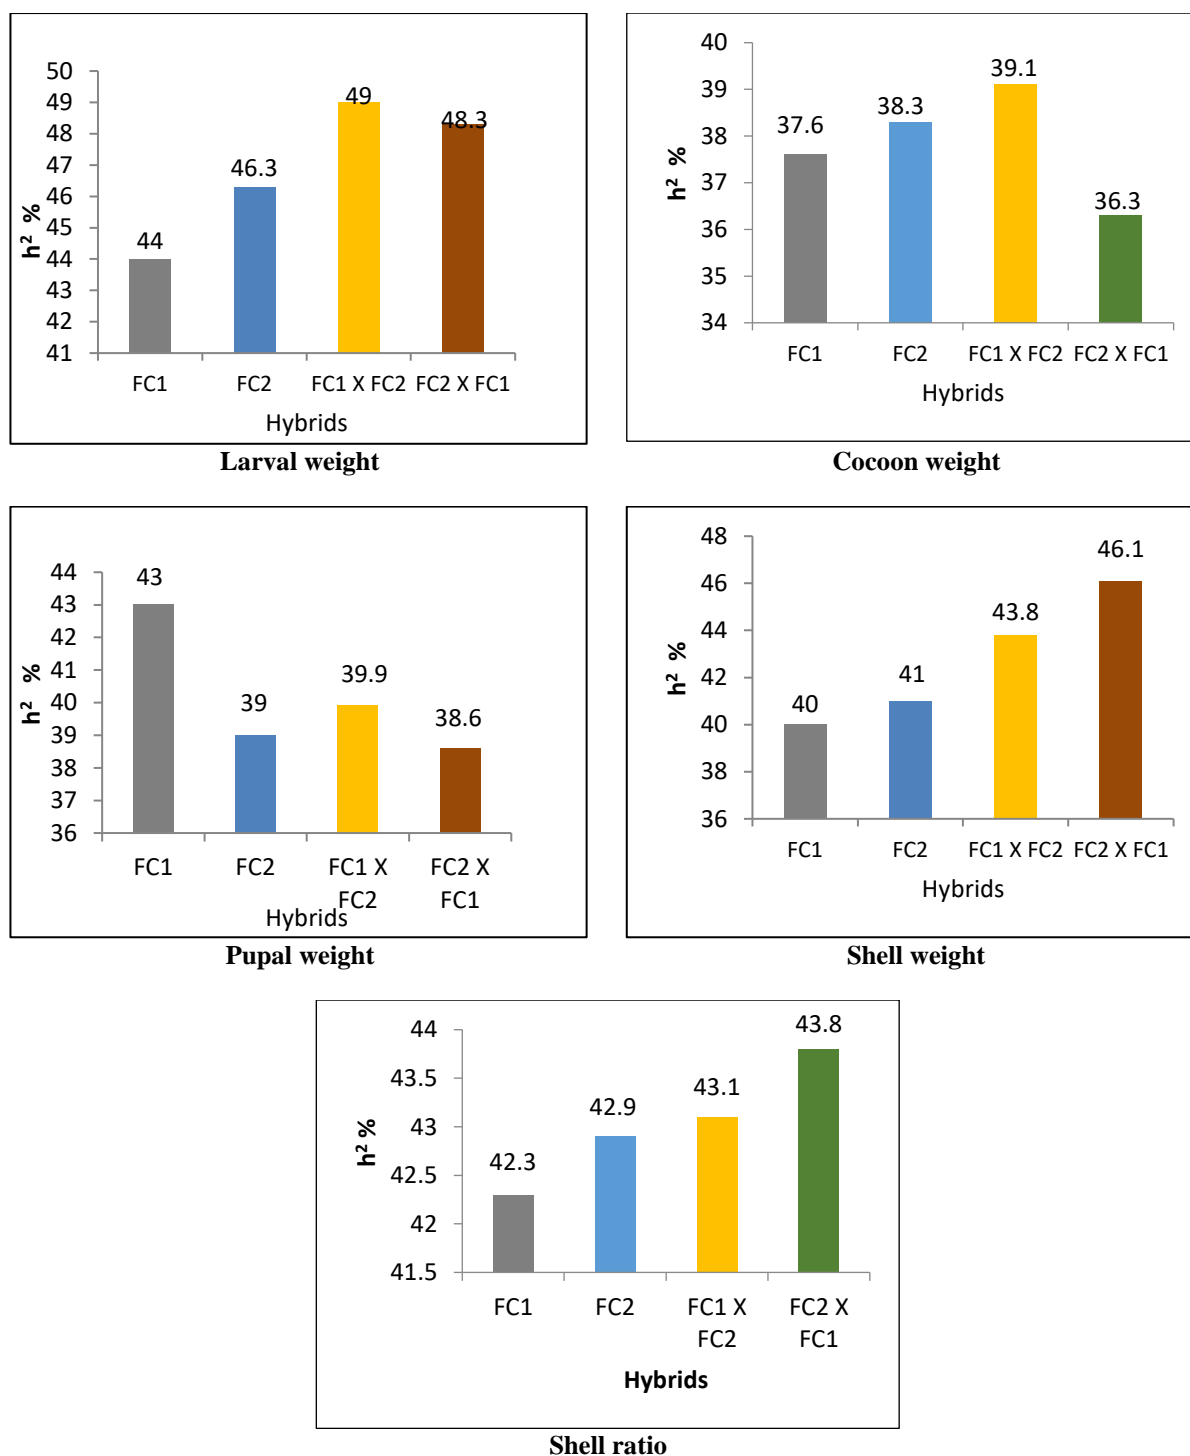 50
49
48
47
46
45
44
43
42
41
h² %
44
46.3
49
48.3
FC1 FC2 FC1 X FC2 FC2 X FC1
Hybrids
Larval weight
40
39
38
37
36
35
34
h² %
37.6
38.3
39.1
36.3
FC1 FC2 FC1 X FC2 FC2 X FC1
Hybrids
Cocoon weight
44
43
42
41
40
39
38
37
36
h² %
43
39
39.9
38.6
FC1 FC2 FC1 X FC2 X
FC2 FC1
Hybrids
Pupal weight
48
46
44
42
40
38
36
h² %
40
41
43.8
46.1
FC1 FC2 FC1 X FC2 FC2 X FC1
Hybrids
Shell weight
44
43.5
43
42.5
42
41.5
h² %
42.3
42.9
43.1
43.8
FC1 FC2 FC1 X FC2 X
FC2 FC1
Hybrids
Shell ratio